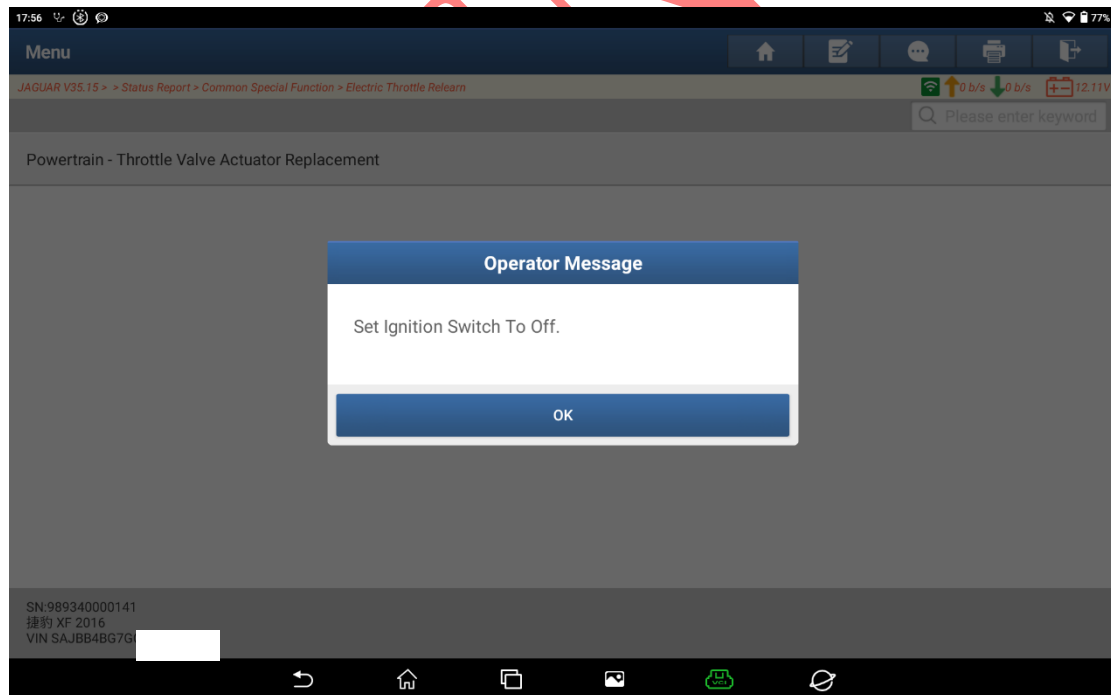 17:56
77%
Menu
JAGUAR V35.15 > > Status Report > Common Special Function > Electric Throttle Relearn
0 b/s 0 b/s 12.11V
Please enter keyword
Powertrain - Throttle Valve Actuator Replacement
Operator Message
Set Ignition Switch To Off.
OK
SN:989340000141
捷豹 XF 2016
VIN SAJBB4BG7G
VCI